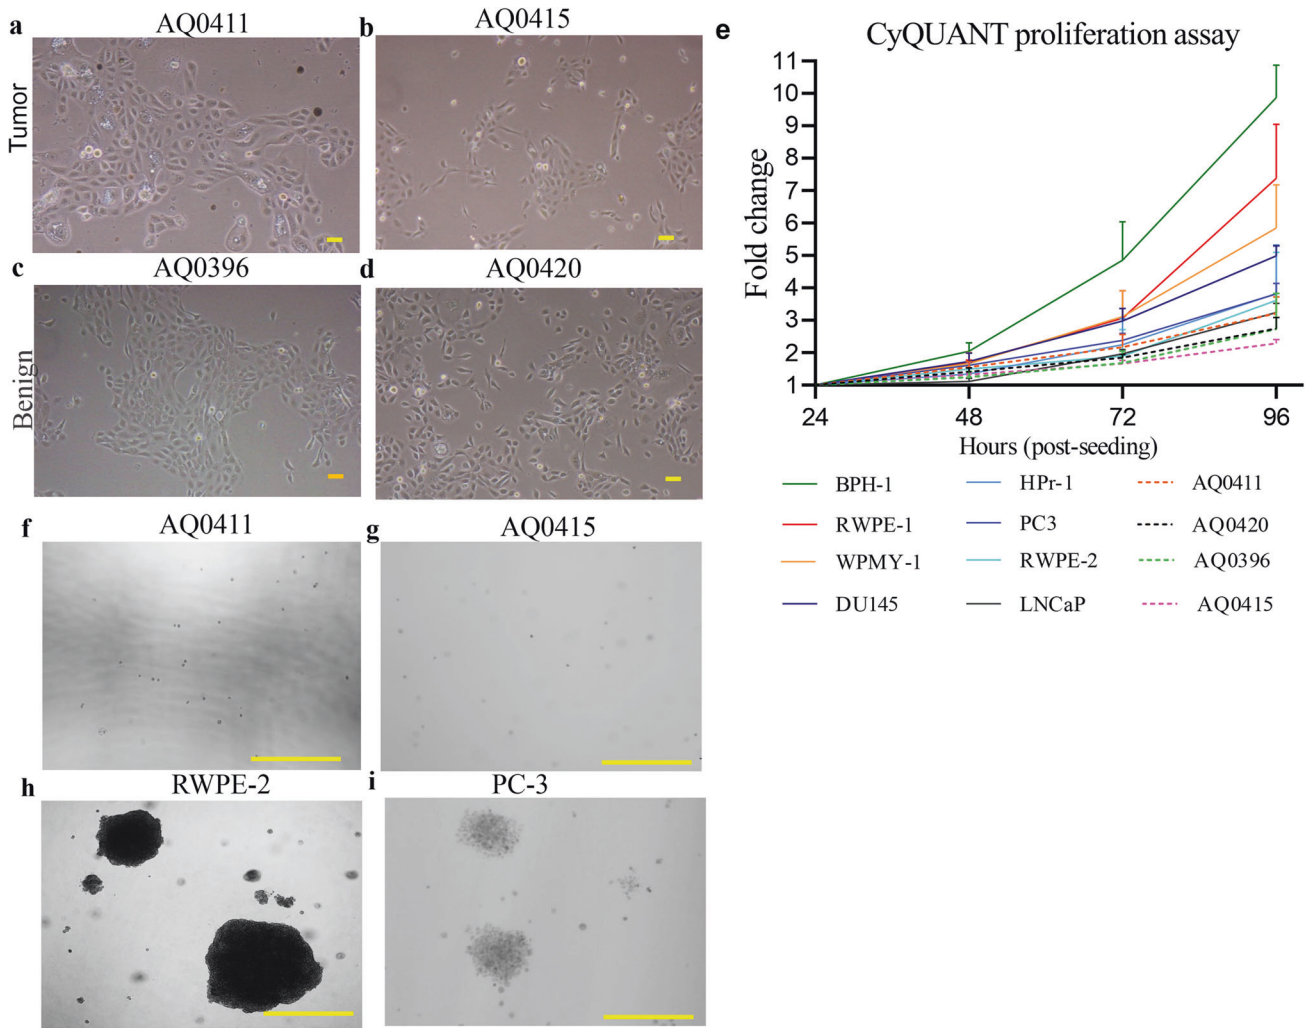 a
AQ0411
b
AQ0415
Tumor
c
AQ0396
d
AQ0420
Benign
f
AQ0411
g
AQ0415
h
RWPE-2
i
PC-3
e
CyQUANT proliferation assay
Fold change
11
10
9
8
7
6
5
4
3
2
1
24
48
72
96
Hours (post-seeding)
BPH-1
HPr-1
AQ0411
RWPE-1
PC3
AQ0420
WPMY-1
RWPE-2
AQ0396
DU145
LNCaP
AQ0415